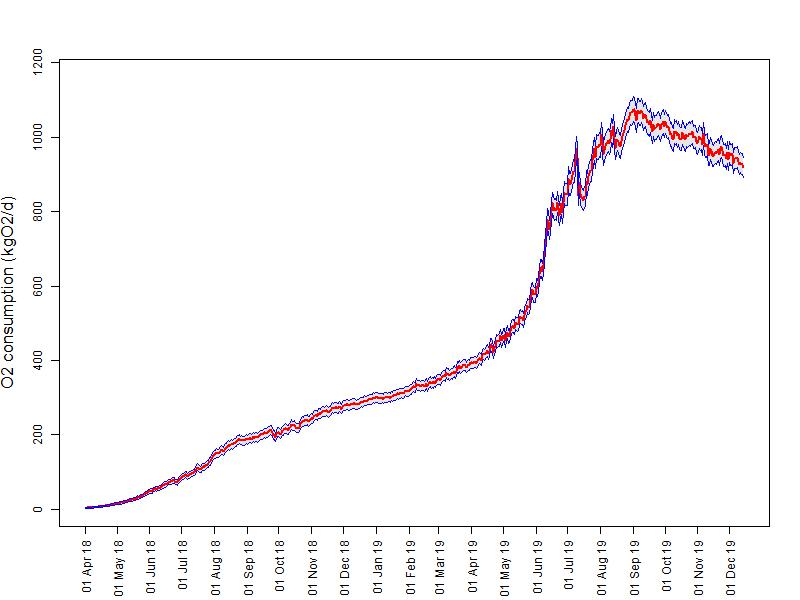 O2 consumption (kgO2/d)
1200
1000
800
600
400
200
0
01 Apr 18
01 May 18
01 Jun 18
01 Jul 18
01 Aug 18
01 Sep 18
01 Oct 18
01 Nov 18
01 Dec 18
01 Jan 19
01 Feb 19
01 Mar 19
01 Apr 19
01 May 19
01 Jun 19
01 Jul 19
01 Aug 19
01 Sep 19
01 Oct 19
01 Nov 19
01 Dec 19